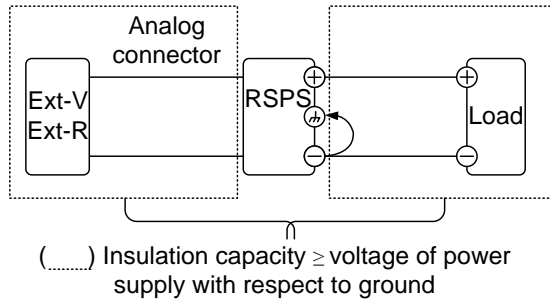 Analog
connector
Ext-V
Ext-R
RSPS
Load
+
+
−
−
(.......) Insulation capacity ≥ voltage of power
supply with respect to ground